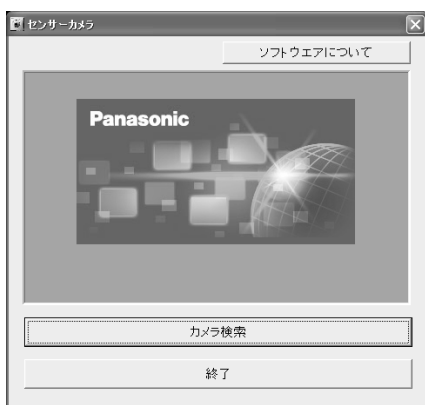 センサーカメラ
ソフトウエアについて
Panasonic
カメラ検索
終了